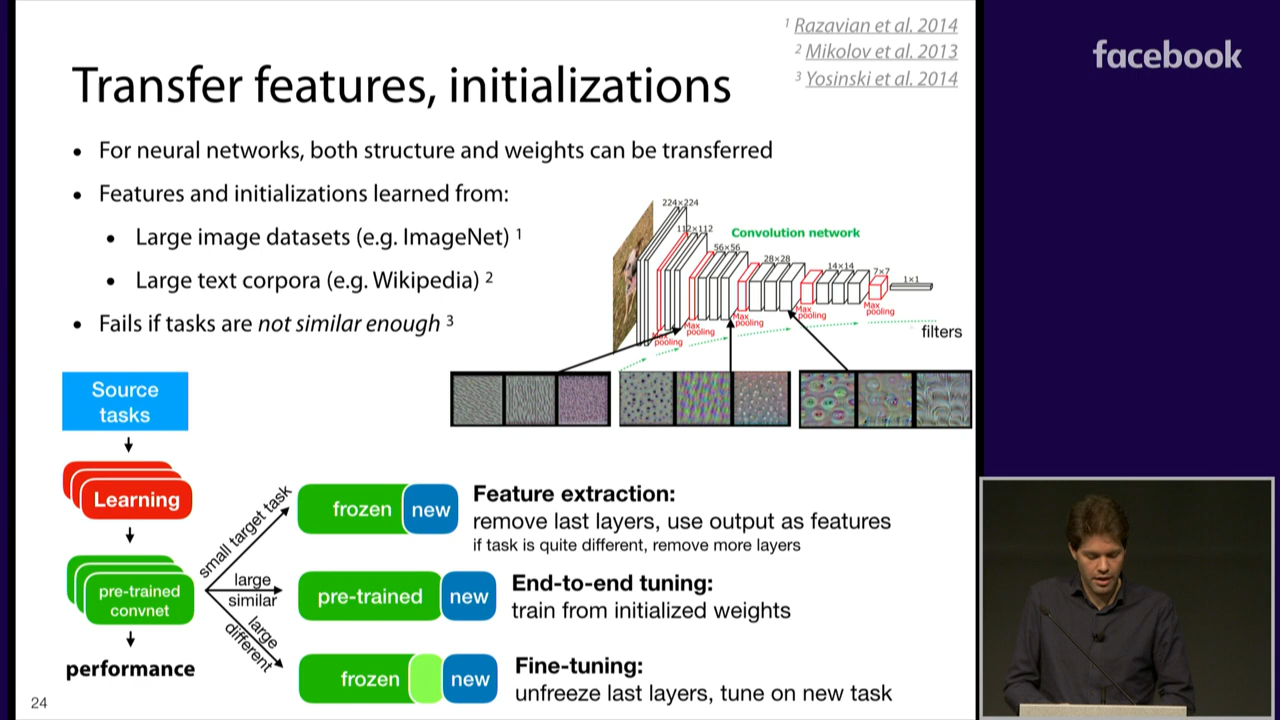 ¹ Razavian et al. 2014
² Mikolov et al. 2013
³ Yosinski et al. 2014
facebook
Transfer features, initializations
• For neural networks, both structure and weights can be transferred
• Features and initializations learned from:
• Large image datasets (e.g. ImageNet) ¹
• Large text corpora (e.g. Wikipedia) ²
• Fails if tasks are not similar enough ³
224×224
112×112
56×56
28×28
14×14
7×7
1×1
Convolution network
Max pooling
Max pooling
Max pooling
Max pooling
Max pooling
filters
Source
tasks
Learning
pre-trained
convnet
performance
small target task
large
similar
large
different
frozen new
Feature extraction:
remove last layers, use output as features
if task is quite different, remove more layers
pre-trained new
End-to-end tuning:
train from initialized weights
frozen new
Fine-tuning:
unfreeze last layers, tune on new task
24